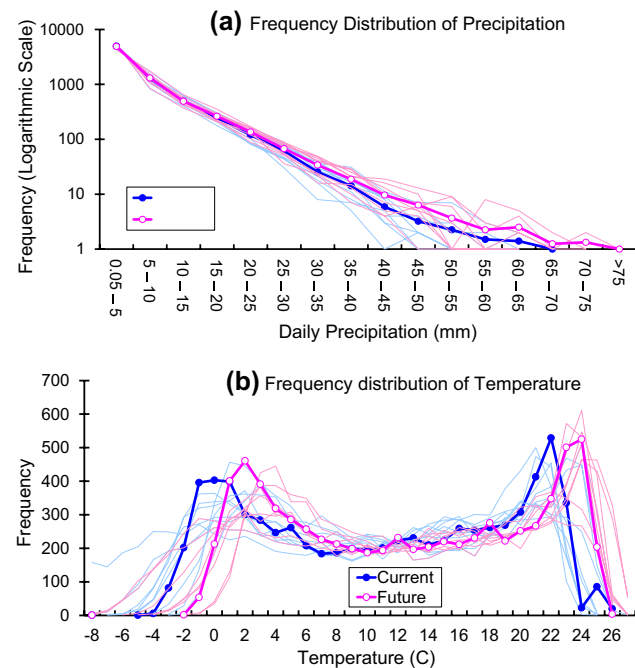 (a) Frequency Distribution of Precipitation
Frequency (Logarithmic Scale)
10000
1000
100
10
1
0.05 – 5
5 – 10
10 – 15
15 – 20
20 – 25
25 – 30
30 – 35
35 – 40
40 – 45
45 – 50
50 – 55
55 – 60
60 – 65
65 – 70
70 – 75
>75
Daily Precipitation (mm)
(b) Frequency distribution of Temperature
Frequency
700
600
500
400
300
200
100
0
Current
Future
-8 -6 -4 -2 0 2 4 6 8 10 12 14 16 18 20 22 24 26
Temperature (C)